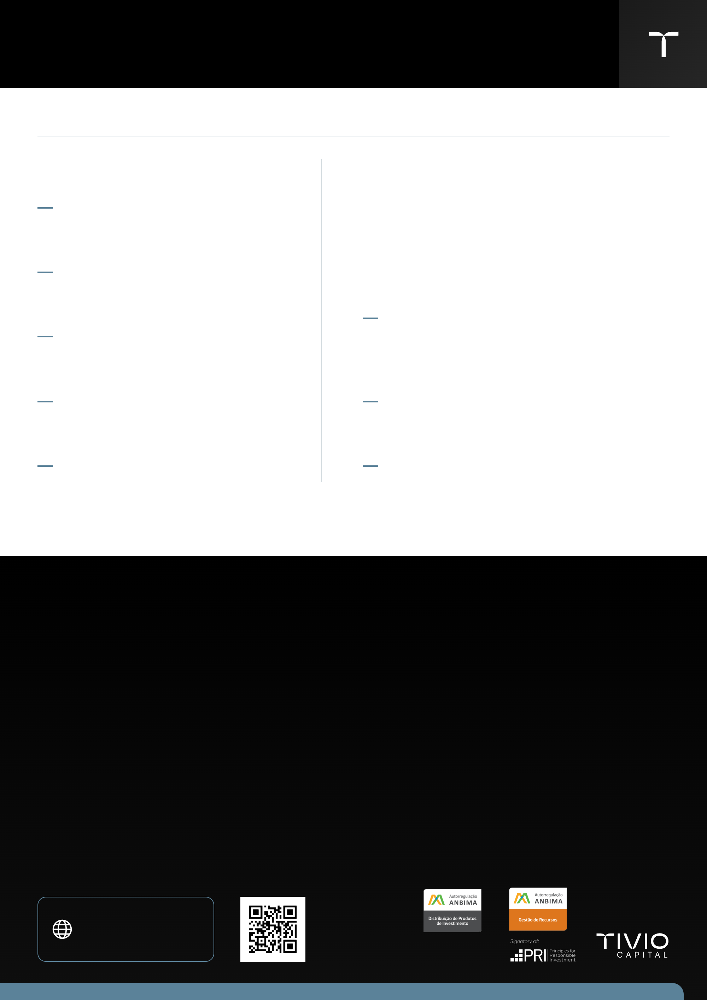 Autorregulação
ANBIMA
Distribuição de Produtos
de Investimento
Autorregulação
ANBIMA
Gestão de Recursos
Signatory of:
PRI
Principles for
Responsible
Investment
TIVIO
CAPITAL